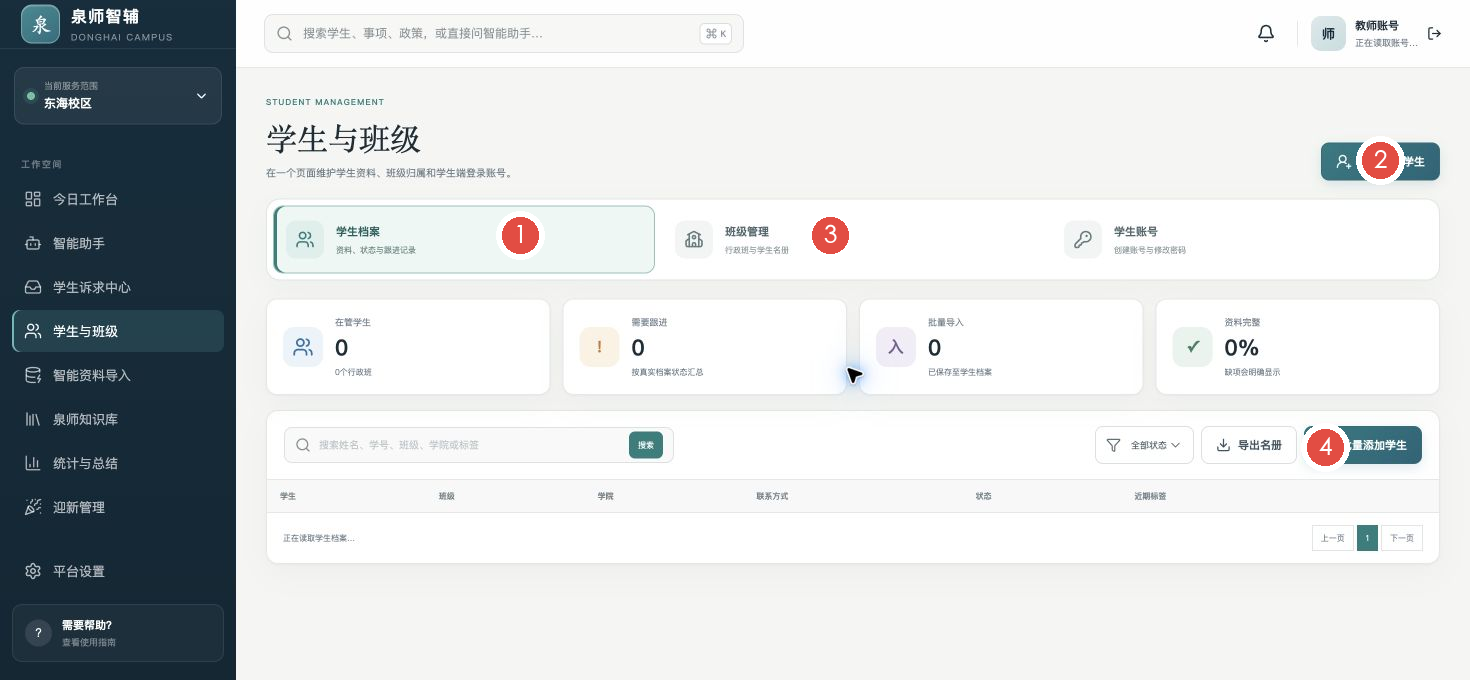 泉 泉师智辅
DONGHAI CAMPUS
搜索学生、事项、政策，或直接问智能助手...
⌘ K
师
教师账号
正在读取账号...
当前服务范围
东海校区
工作空间
今日工作台
智能助手
学生诉求中心
学生与班级
智能资料导入
泉师知识库
统计与总结
迎新管理
平台设置
? 需要帮助?
查看使用指南
STUDENT MANAGEMENT
学生与班级
在一个页面维护学生资料、班级归属和学生端登录账号。
2 学生
学生档案
资料、状态与跟进记录
1
班级管理
行政班与学生名册
3
学生账号
创建账号与修改密码
在管学生
0
0个行政班
! 需要跟进
0
按真实档案状态汇总
入 批量导入
0
已保存至学生档案
✓ 资料完整
0%
缺项会明确显示
搜索姓名、学号、班级、学院或标签
搜索
全部状态
导出名册
4 批量添加学生
学生 班级 学院 联系方式 状态 近期标签
正在读取学生档案...
上一页 1 下一页